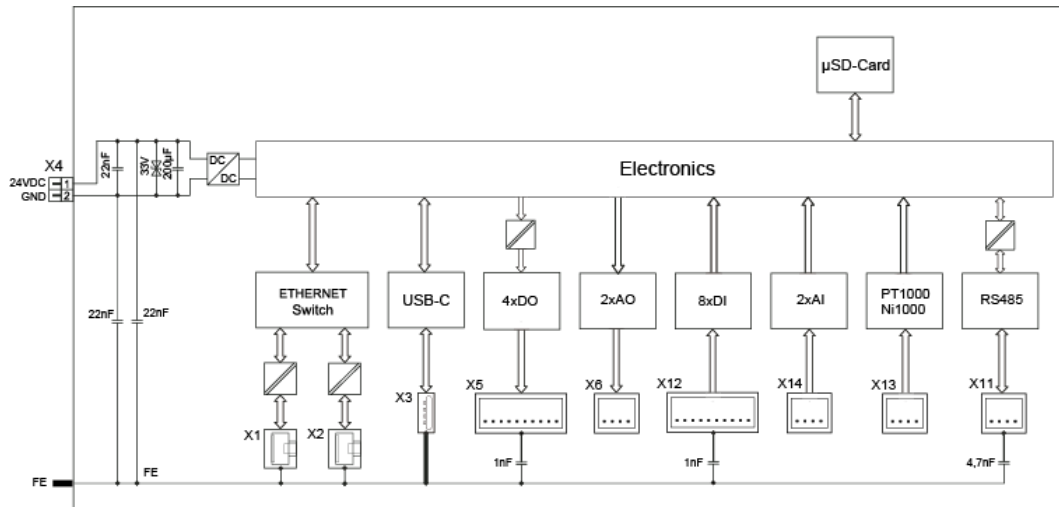 µSD-Card
Electronics
X4
24VDC
1
GND
2
22nF
33V
200µF
DC
DC
ETHERNET
Switch
USB-C
4xDO
2xAO
8xDI
2xAI
PT1000
Ni1000
RS485
22nF
22nF
X3
X5
X6
X12
X14
X13
X11
X1
X2
1nF
1nF
4,7nF
FE
FE